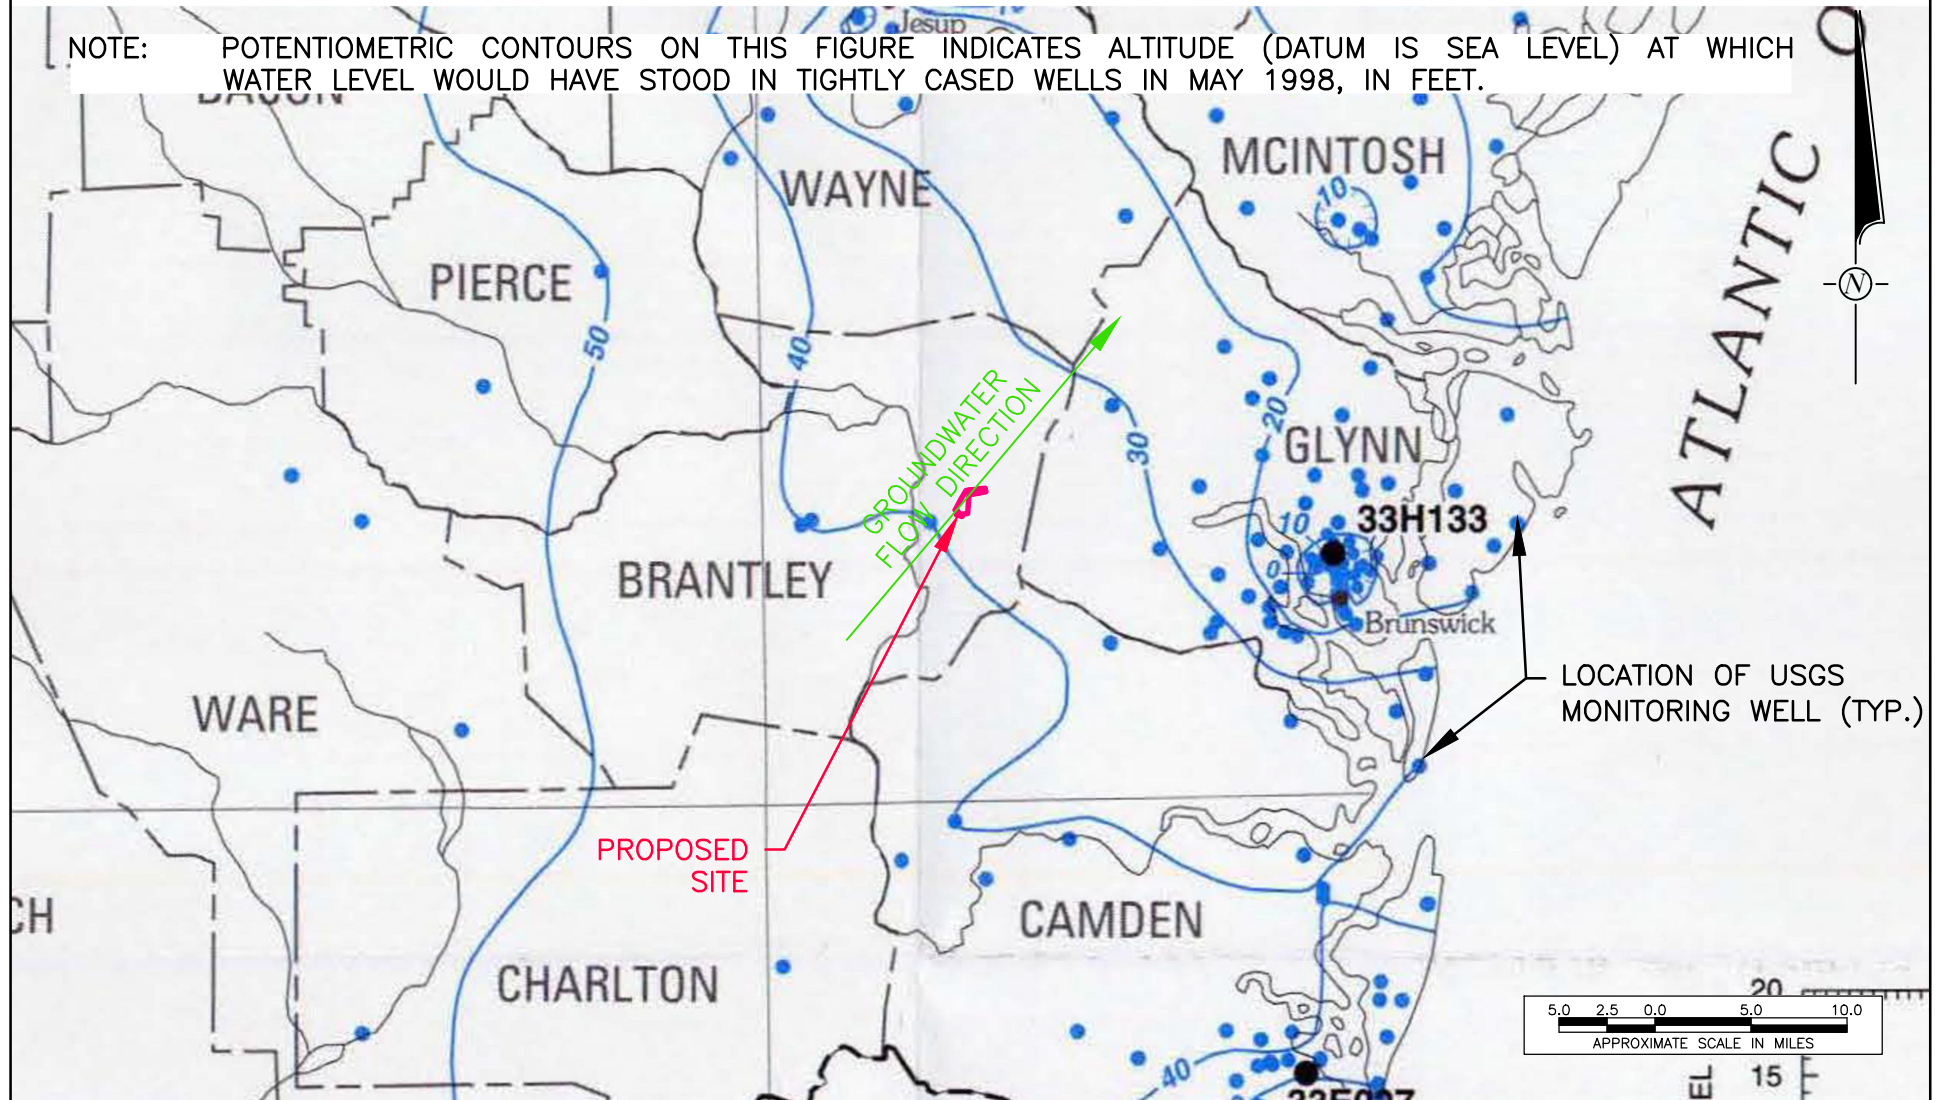 Jesup
NOTE: POTENTIOMETRIC CONTOURS ON THIS FIGURE INDICATES ALTITUDE (DATUM IS SEA LEVEL) AT WHICH
WATER LEVEL WOULD HAVE STOOD IN TIGHTLY CASED WELLS IN MAY 1998, IN FEET.
BACON
MCINTOSH
WAYNE
10
ATLANTIC O
PIERCE
N
50
40
GROUNDWATER
FLOW DIRECTION
30
20
GLYNN
10
33H133
0
BRANTLEY
Brunswick
LOCATION OF USGS
MONITORING WELL (TYP.)
WARE
PROPOSED
SITE
CH
CAMDEN
CHARLTON
20
5.0 2.5 0.0 5.0 10.0
APPROXIMATE SCALE IN MILES
40
15
EL